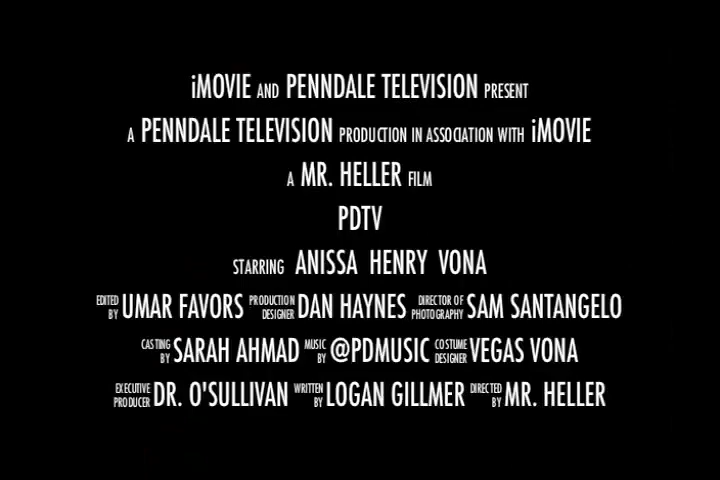 iMOVIE AND PENNDALE TELEVISION PRESENT
A PENNDALE TELEVISION PRODUCTION IN ASSOCIATION WITH iMOVIE
A MR. HELLER FILM
PDTV
STARRING ANISSA HENRY VONA
EDITED BY UMAR FAVORS PRODUCTION DESIGNER DAN HAYNES DIRECTOR OF PHOTOGRAPHY SAM SANTANGELO
CASTING BY SARAH AHMAD MUSIC BY @PDMUSIC COSTUME DESIGNER VEGAS VONA
EXECUTIVE PRODUCER DR. O'SULLIVAN WRITTEN BY LOGAN GILLMER DIRECTED BY MR. HELLER